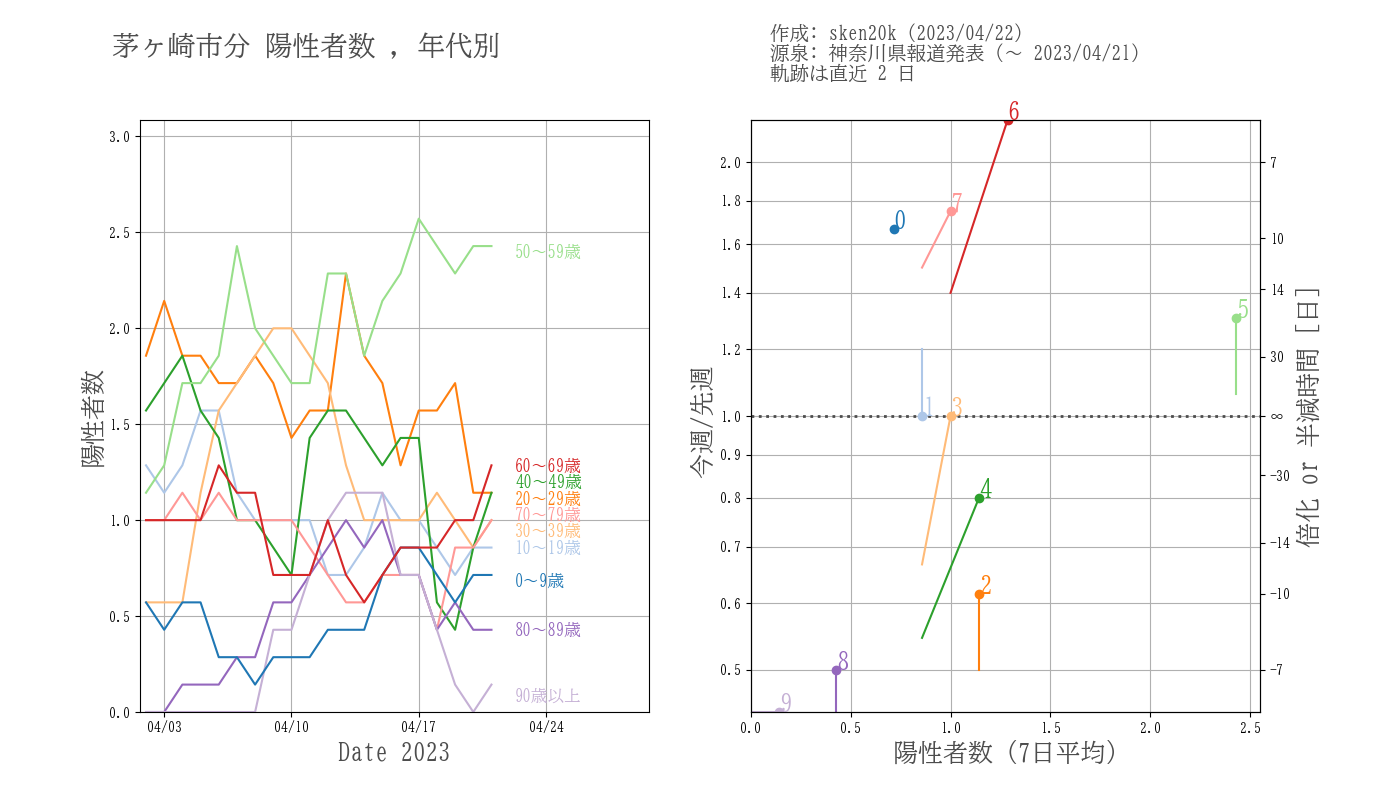 茅ヶ崎市分 陽性者数 , 年代別
作成: sken20k (2023/04/22)
源泉: 神奈川県報道発表 (〜 2023/04/21)
軌跡は直近 2 日
陽性者数
3.0
2.5
2.0
1.5
1.0
0.5
0.0
50〜59歳
60〜69歳
40〜49歳
20〜29歳
70〜79歳
30〜39歳
10〜19歳
0〜9歳
80〜89歳
90歳以上
04/03
04/10
04/17
04/24
Date 2023
今週/先週
2.0
1.8
1.6
1.4
1.2
1.0
0.9
0.8
0.7
0.6
0.5
6
7
0
5
1
3
4
2
8
9
7
10
14
30
∞
−30
−14
−10
−7
倍化 or 半減時間 [日]
0.0
0.5
1.0
1.5
2.0
2.5
陽性者数 (7日平均)